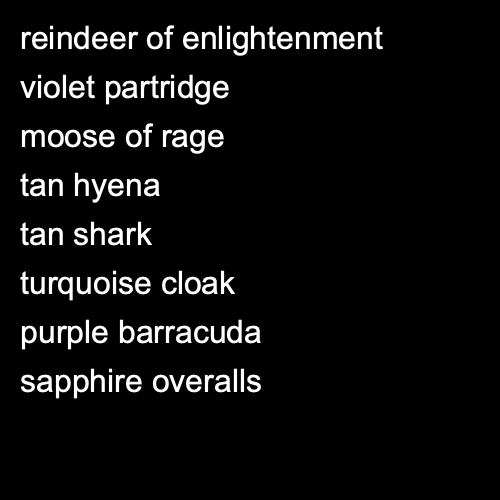 reindeer of enlightenment
violet partridge
moose of rage
tan hyena
tan shark
turquoise cloak
purple barracuda
sapphire overalls